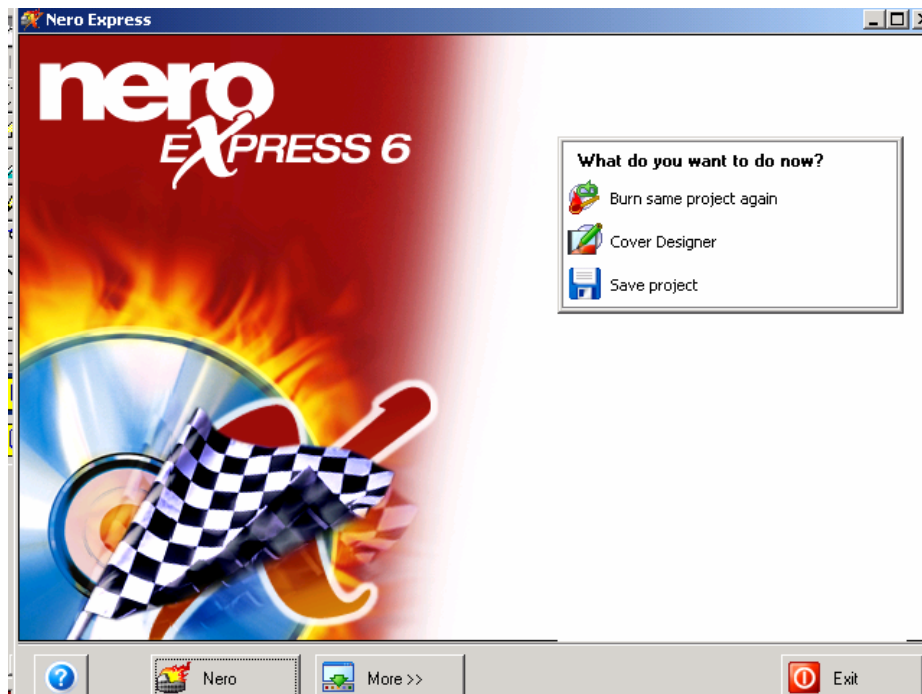 Nero Express
nero
EXPRESS 6
What do you want to do now?
Burn same project again
Cover Designer
Save project
Nero
More >>
Exit